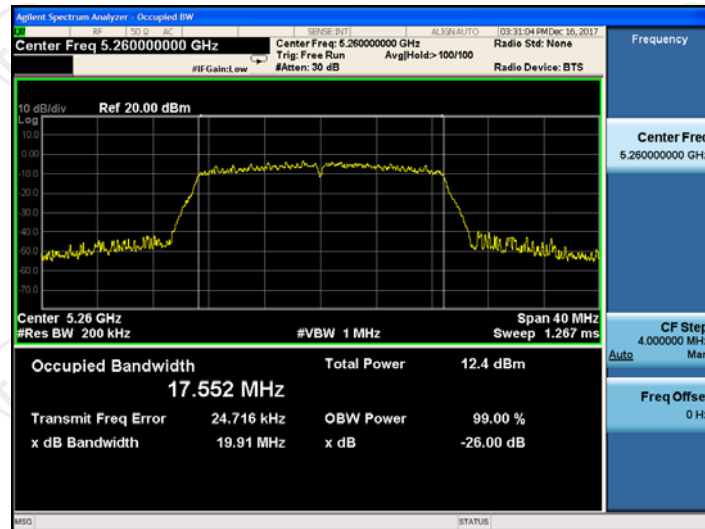 Agilent Spectrum Analyzer - Occupied BW
RF 50 Ω AC SENSE:INT ALIGNAUTO 03:31:04 PM Dec 16, 2017
Center Freq 5.260000000 GHz
Center Freq: 5.260000000 GHz
Radio Std: None
Trig: Free Run Avg|Hold:> 100/100
#IFGain:Low #Atten: 30 dB Radio Device: BTS
10 dB/div Ref 20.00 dBm
Log
10.0
0.00
-10.0
-20.0
-30.0
-40.0
-50.0
-60.0
-70.0
Center 5.26 GHz Span 40 MHz
#Res BW 200 kHz #VBW 1 MHz Sweep 1.267 ms
Occupied Bandwidth Total Power 12.4 dBm
17.552 MHz
Transmit Freq Error 24.716 kHz OBW Power 99.00 %
x dB Bandwidth 19.91 MHz x dB -26.00 dB
MSG STATUS
Frequency
Center Freq
5.260000000 GHz
CF Step
4.000000 MHz
Auto Man
Freq Offse
0 Hz